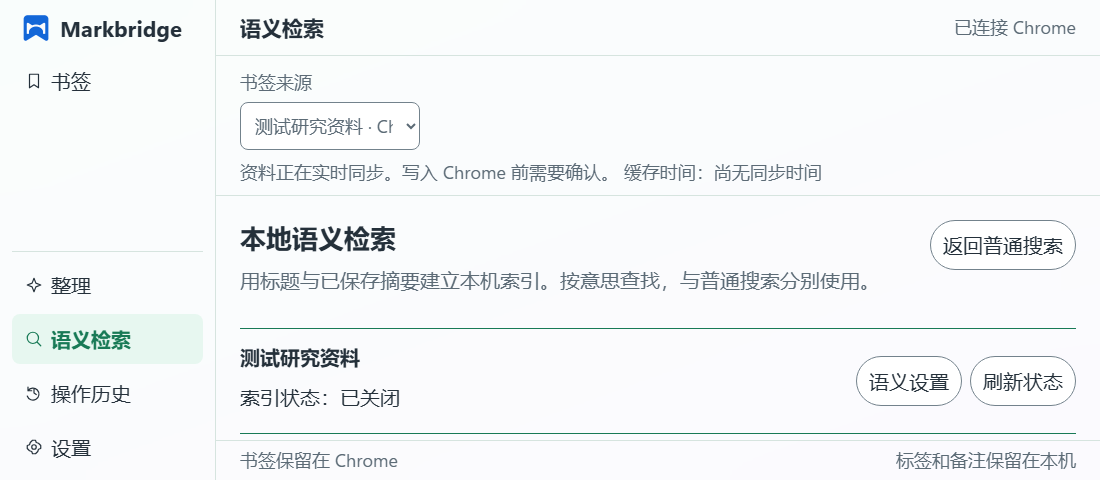 Markbridge
书签
整理
语义检索
操作历史
设置
语义检索
已连接 Chrome
书签来源
测试研究资料 · Ch
资料正在实时同步。写入 Chrome 前需要确认。 缓存时间：尚无同步时间
本地语义检索
返回普通搜索
用标题与已保存摘要建立本机索引。按意思查找，与普通搜索分别使用。
测试研究资料
索引状态：已关闭
语义设置
刷新状态
书签保留在 Chrome
标签和备注保留在本机